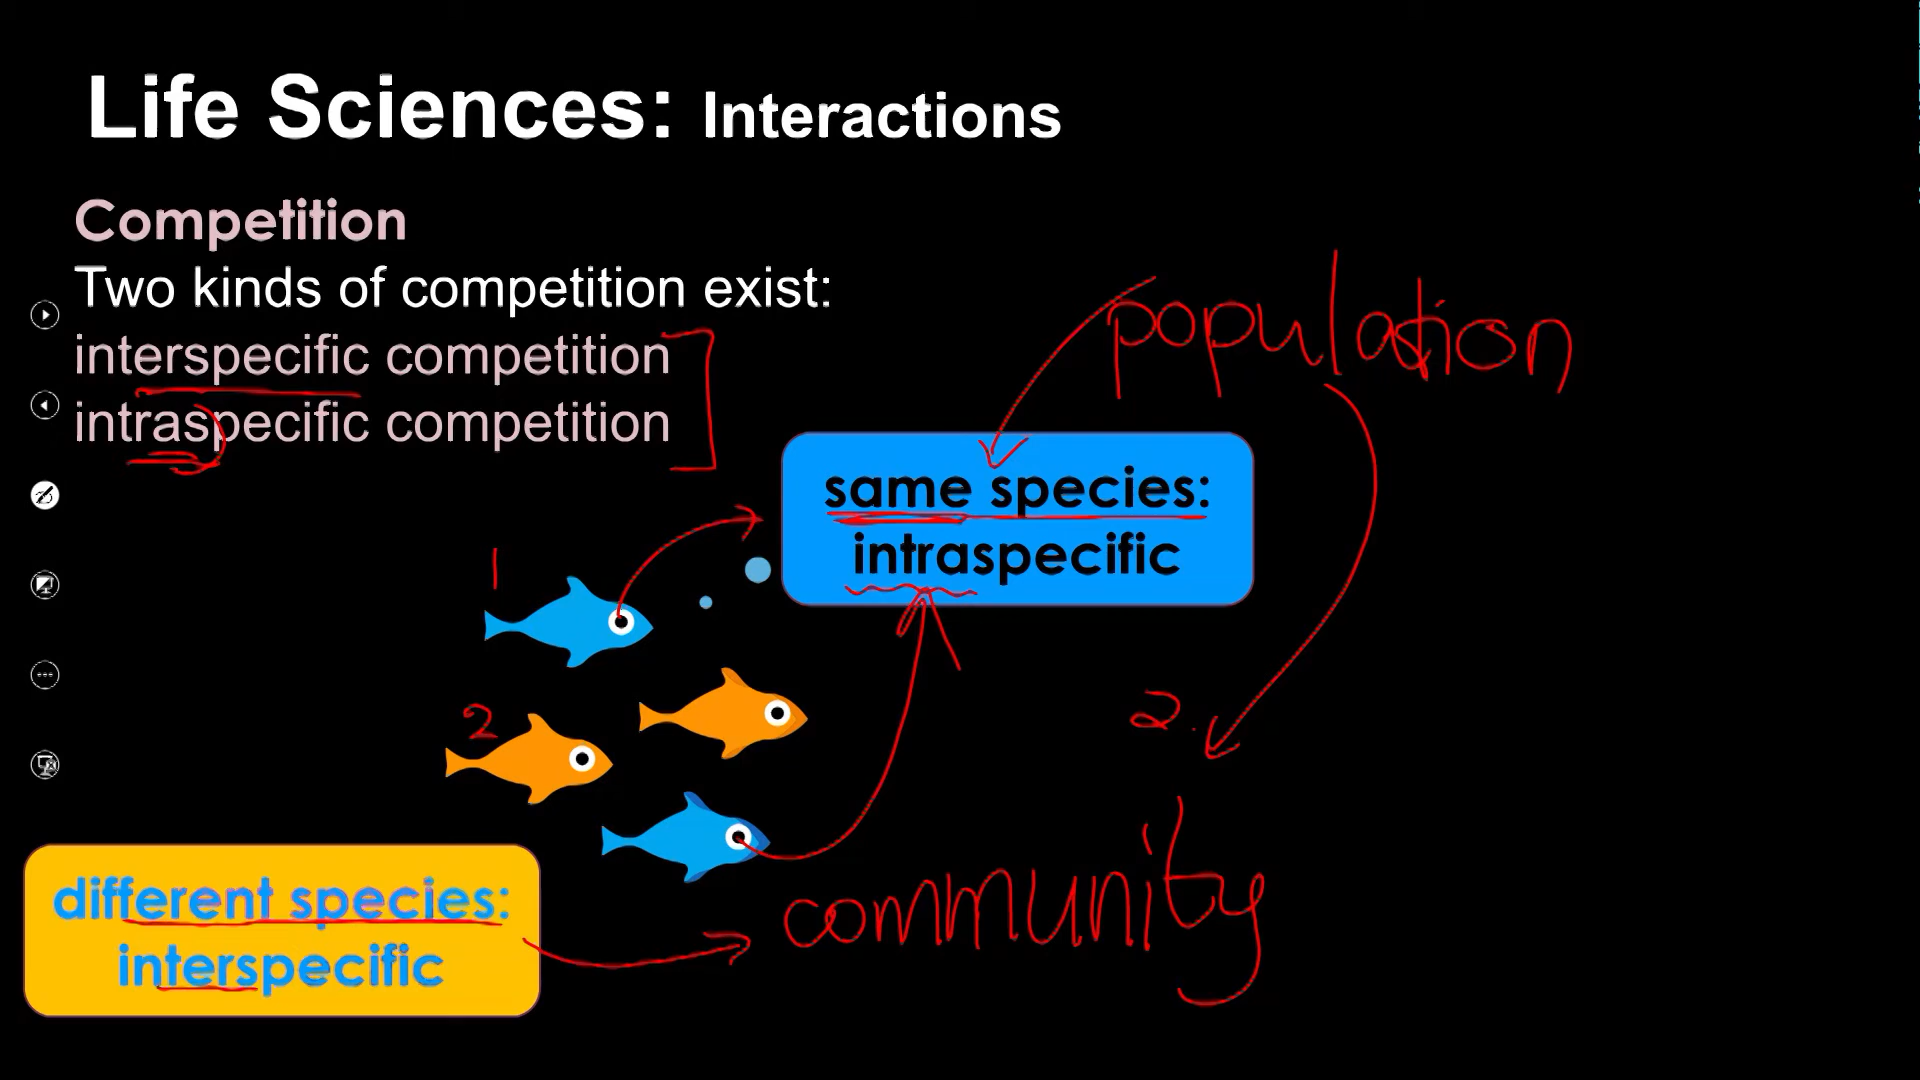 Life Sciences: Interactions
Competition
Two kinds of competition exist:
interspecific competition
intraspecific competition
population
same species:
intraspecific
1
2
2.
different species:
interspecific
community